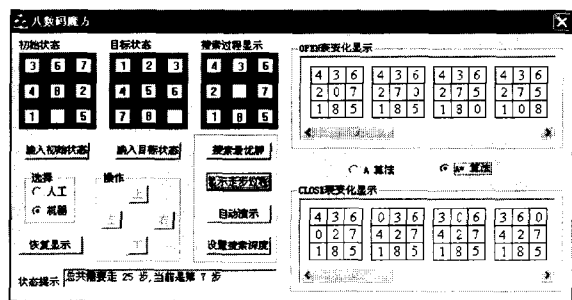 八数码魔方
初始状态 目标状态 搜索过程显示
3 6 7 1 2 3 4 3 6
4 8 2 4 5 6 2 7
1 5 7 8 1 8 5
输入初始状态 输入目标状态 搜索最优解
显示走步过程
自动演示
设置搜索深度
选择
人工
机器
恢复显示
操作
上
左 右
下
状态提示 总共需要走 25 步,当前是第 7 步
OPEN表变化显示
4 3 6 4 3 6 4 3 6 4 3 6
2 0 7 2 7 0 2 7 5 2 7 5
1 8 5 1 8 5 1 8 0 1 0 8
A 算法 A* 算法
CLOSE表变化显示
4 3 6 0 3 6 3 0 6 3 6 0
0 2 7 4 2 7 4 2 7 4 2 7
1 8 5 1 8 5 1 8 5 1 8 5